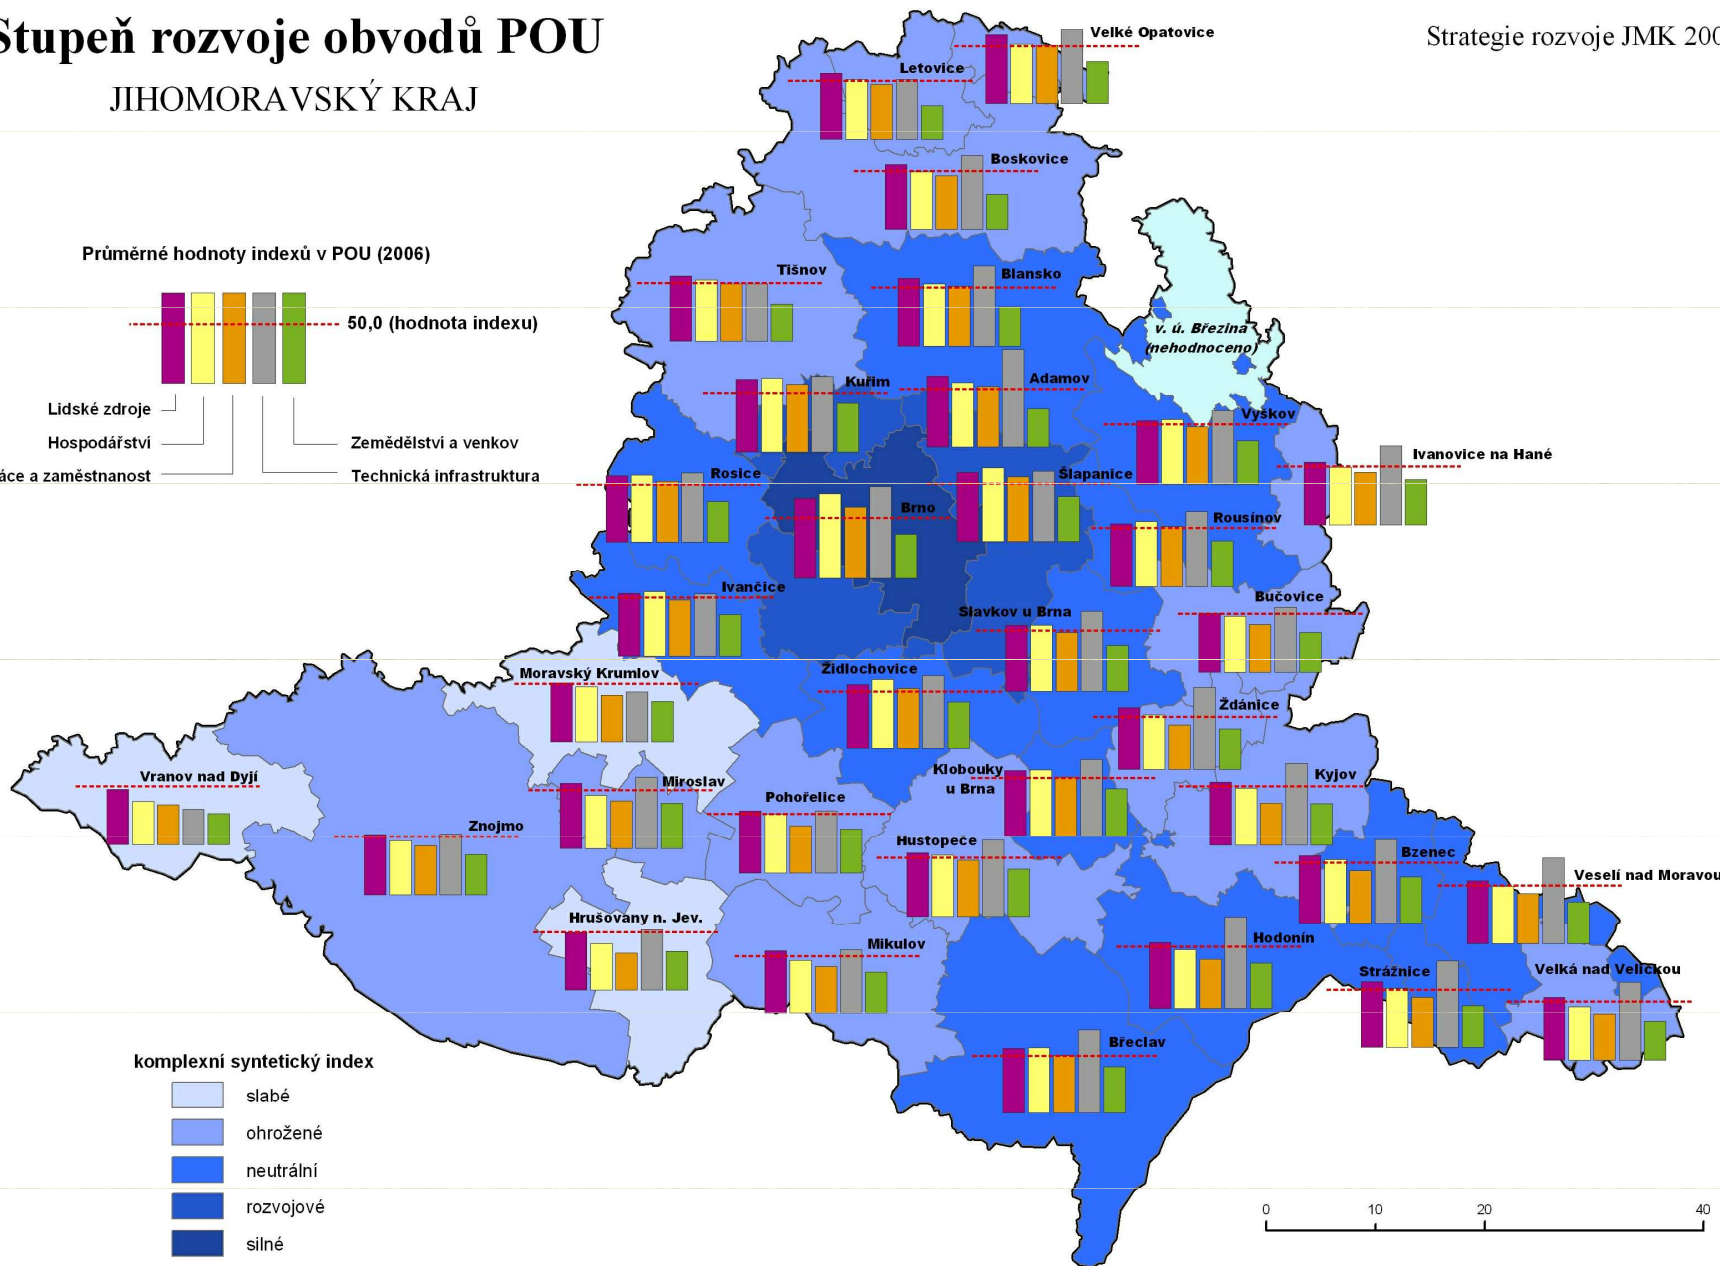 Stupeň rozvoje obvodů POU
JIHOMORAVSKÝ KRAJ
Strategie rozvoje JMK 200
Velké Opatovice
Letovice
Boskovice
Průměrné hodnoty indexů v POU (2006)
50,0 (hodnota indexu)
Lidské zdroje
Hospodářství
áce a zaměstnanost
Zemědělství a venkov
Technická infrastruktura
Tišnov
Blansko
v. ú. Březina
(nehodnoceno)
Kuřim
Adamov
Vyškov
Ivanovice na Hané
Rosice
Šlapanice
Brno
Rousínov
Ivančice
Bučovice
Slavkov u Brna
Moravský Krumlov
Židlochovice
Ždánice
Vranov nad Dyjí
Miroslav
Klobouky
u Brna
Kyjov
Pohořelice
Znojmo
Hustopeče
Bzenec
Veselí nad Moravou
Hrušovany n. Jev.
Mikulov
Hodonín
Strážnice
Velká nad Veličkou
Břeclav
komplexní syntetický index
slabé
ohrožené
neutrální
rozvojové
silné
0 10 20 40